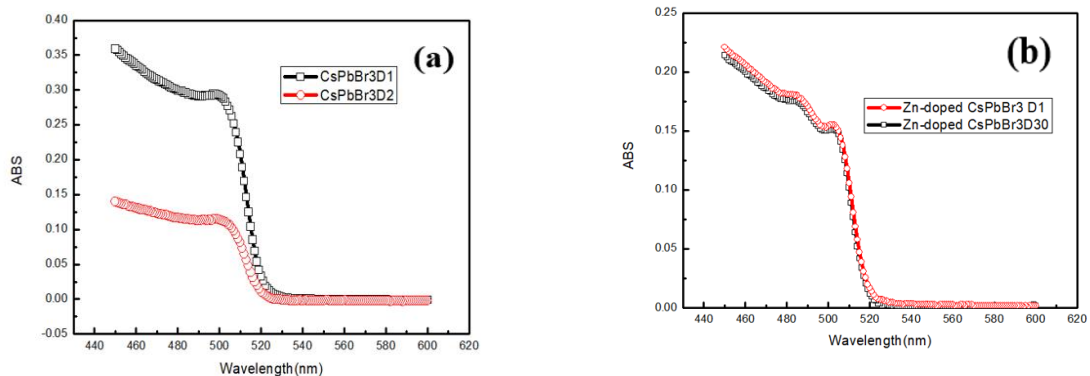 (a)
CsPbBr3D1
CsPbBr3D2
0.40
0.35
0.30
0.25
0.20
0.15
0.10
0.05
0.00
-0.05
ABS
440 460 480 500 520 540 560 580 600 620
Wavelength(nm)
(b)
Zn-doped CsPbBr3 D1
Zn-doped CsPbBr3D30
0.25
0.20
0.15
0.10
0.05
0.00
ABS
440 460 480 500 520 540 560 580 600 620
Wavelength(nm)